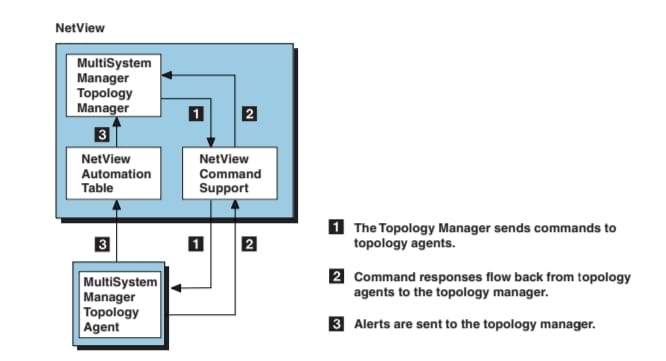 NetView
MultiSystem
Manager
Topology
Manager
1
2
3
NetView
Automation
Table
NetView
Command
Support
3
1
2
MultiSystem
Manager
Topology
Agent
1 The Topology Manager sends commands to
topology agents.
2 Command responses flow back from topology
agents to the topology manager.
3 Alerts are sent to the topology manager.